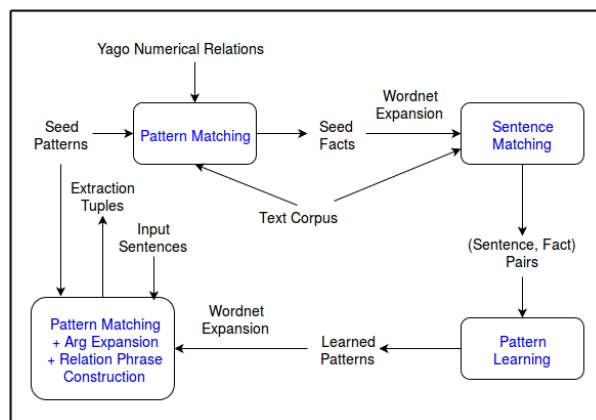 Yago Numerical Relations
Seed
Patterns
Pattern Matching
Seed
Facts
Wordnet
Expansion
Sentence
Matching
Extraction
Tuples
Input
Sentences
Text Corpus
(Sentence, Fact)
Pairs
Pattern Matching
+ Arg Expansion
+ Relation Phrase
Construction
Wordnet
Expansion
Learned
Patterns
Pattern
Learning